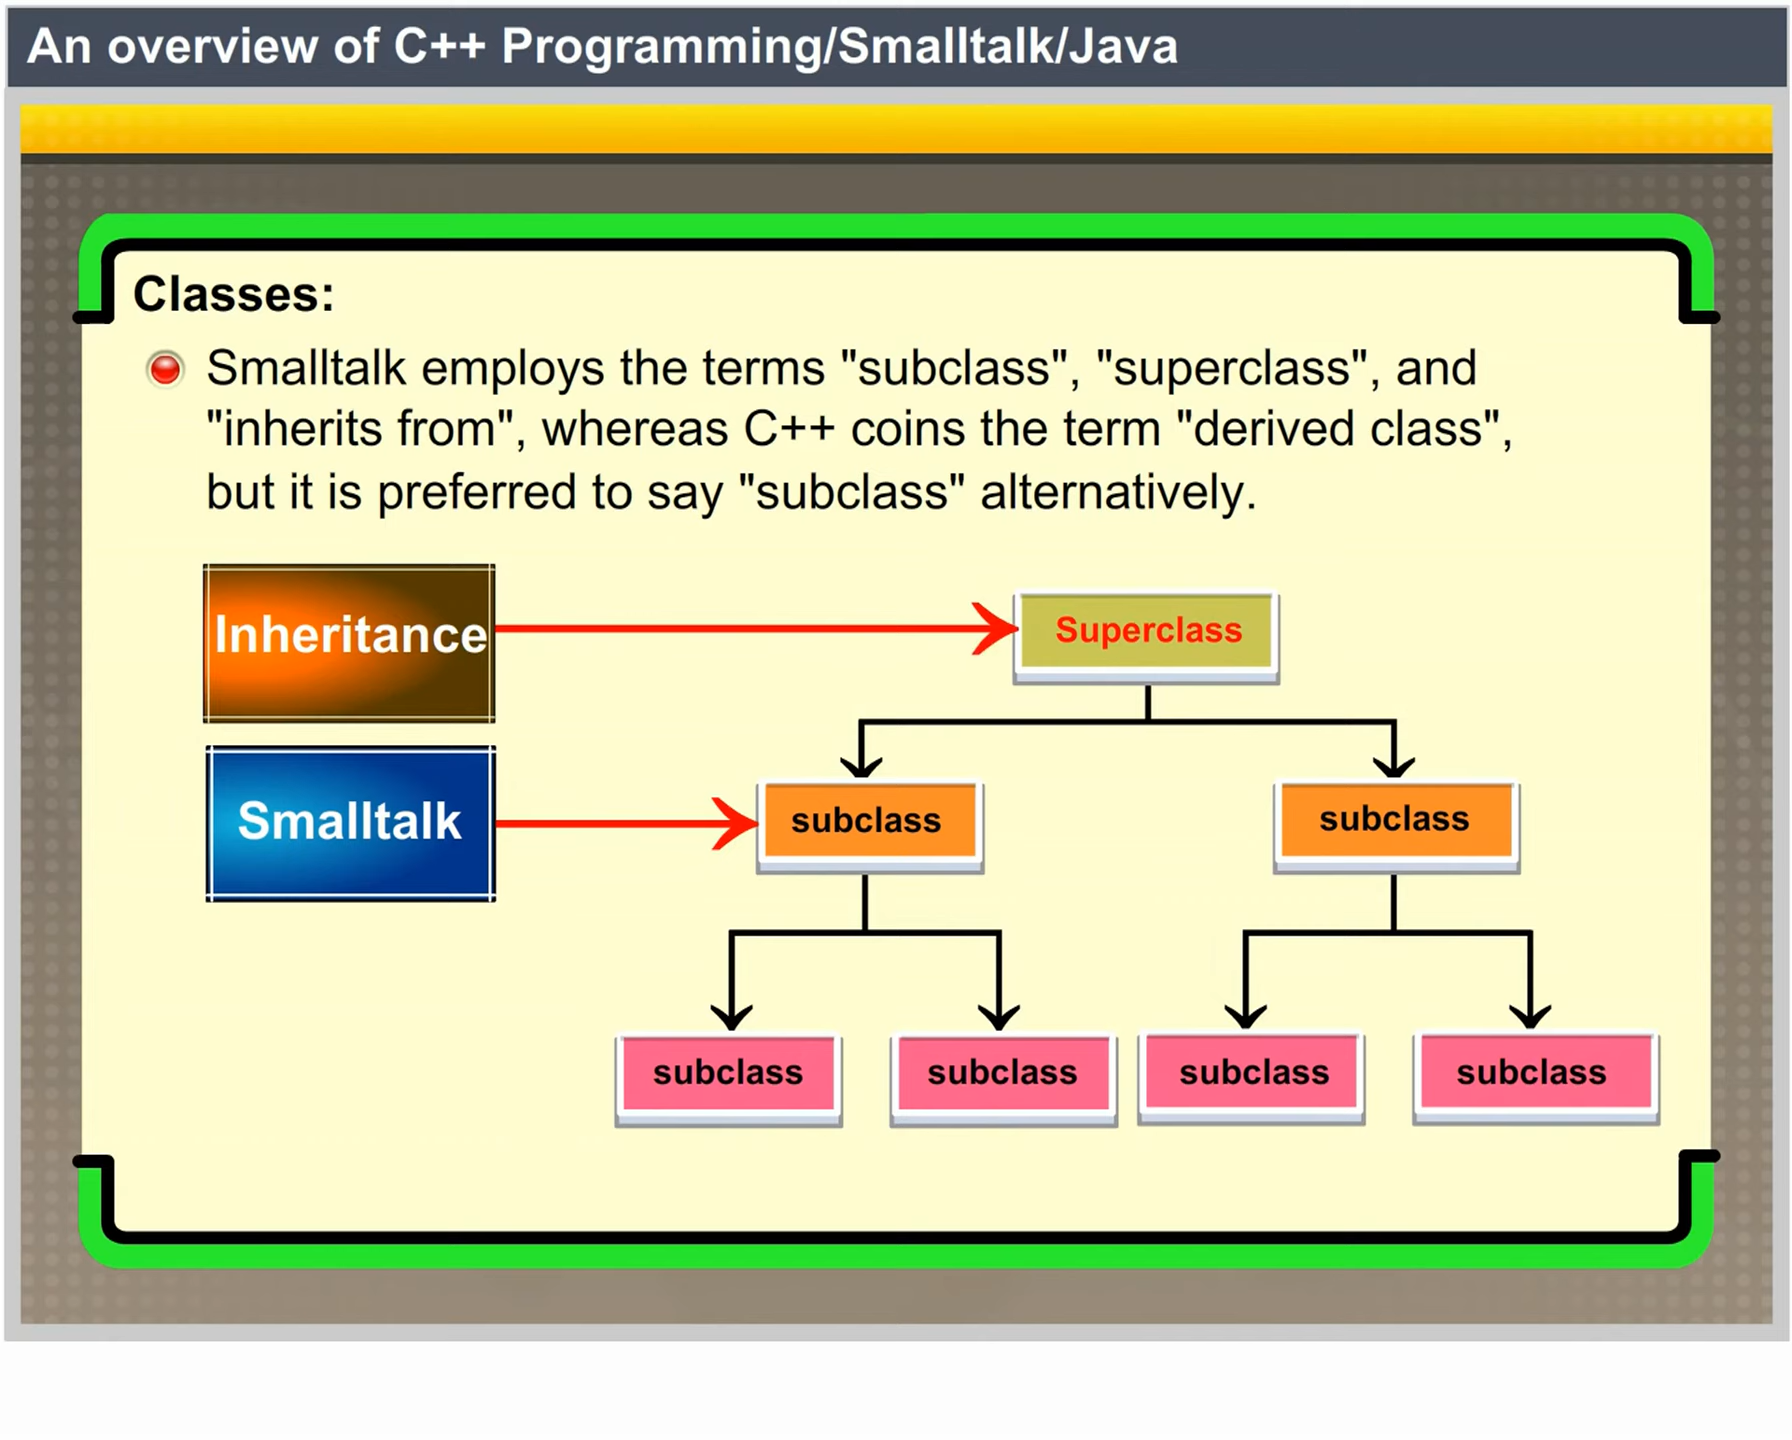 An overview of C++ Programming/Smalltalk/Java
Classes:
Smalltalk employs the terms "subclass", "superclass", and
"inherits from", whereas C++ coins the term "derived class",
but it is preferred to say "subclass" alternatively.
Inheritance
Superclass
Smalltalk
subclass
subclass
subclass
subclass
subclass
subclass